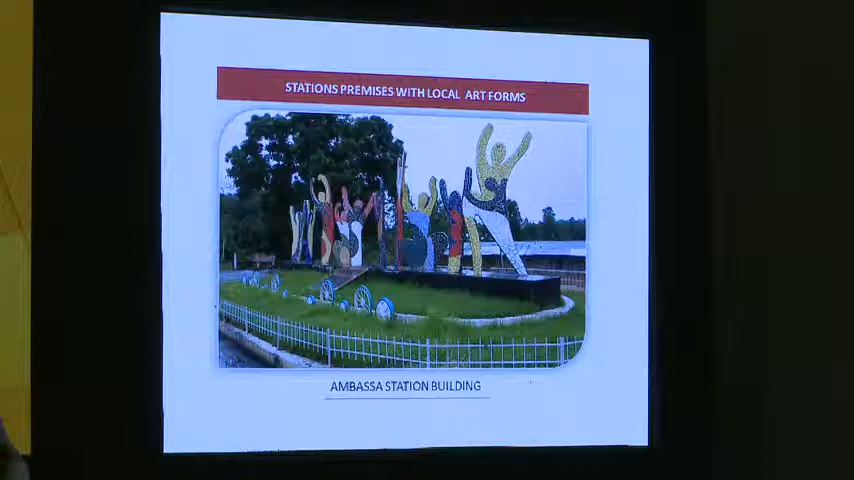 STATIONS PREMISES WITH LOCAL ART FORMS
AMBASSA STATION BUILDING